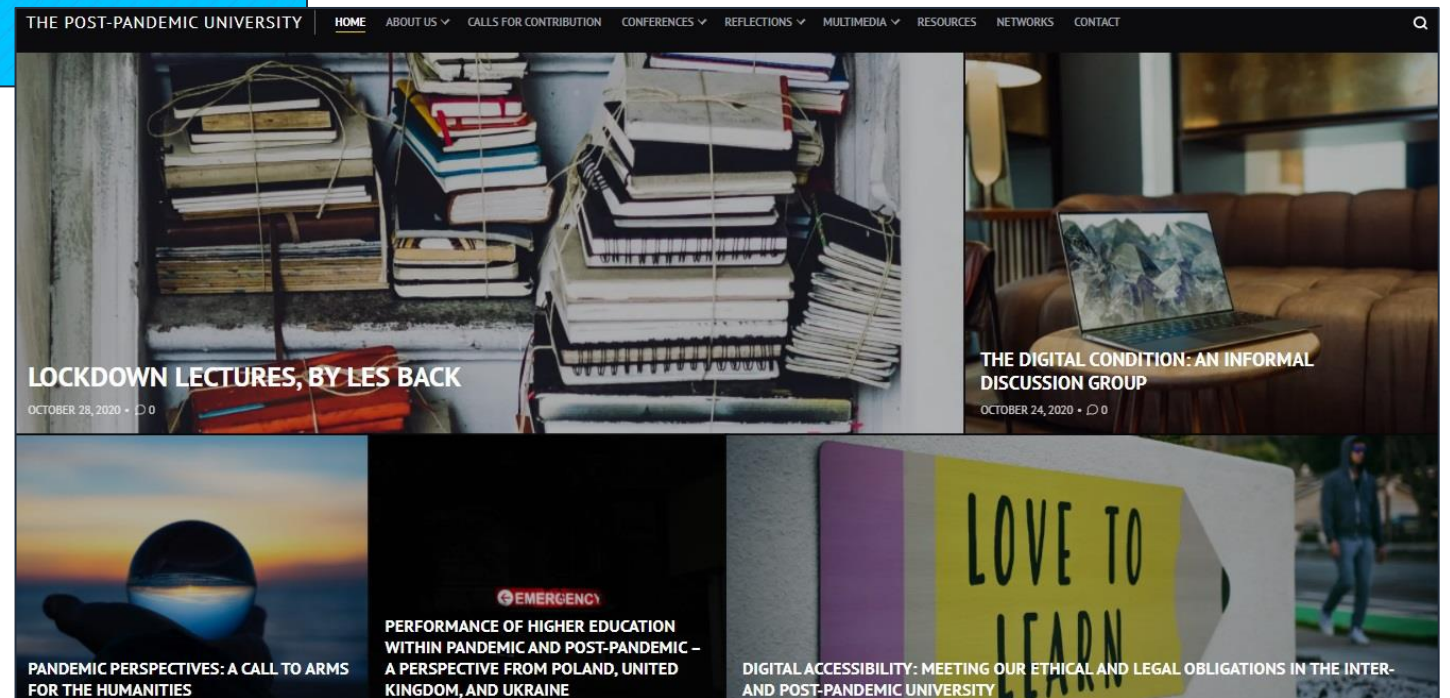 THE POST-PANDEMIC UNIVERSITY
HOME ABOUT US CALLS FOR CONTRIBUTION CONFERENCES REFLECTIONS MULTIMEDIA RESOURCES NETWORKS CONTACT
LOCKDOWN LECTURES, BY LES BACK
OCTOBER 28, 2020 • 0
THE DIGITAL CONDITION: AN INFORMAL
DISCUSSION GROUP
OCTOBER 24, 2020 • 0
PANDEMIC PERSPECTIVES: A CALL TO ARMS
FOR THE HUMANITIES
EMERGENCY
PERFORMANCE OF HIGHER EDUCATION
WITHIN PANDEMIC AND POST-PANDEMIC –
A PERSPECTIVE FROM POLAND, UNITED
KINGDOM, AND UKRAINE
LOVE TO
LEARN
DIGITAL ACCESSIBILITY: MEETING OUR ETHICAL AND LEGAL OBLIGATIONS IN THE INTER-
AND POST-PANDEMIC UNIVERSITY